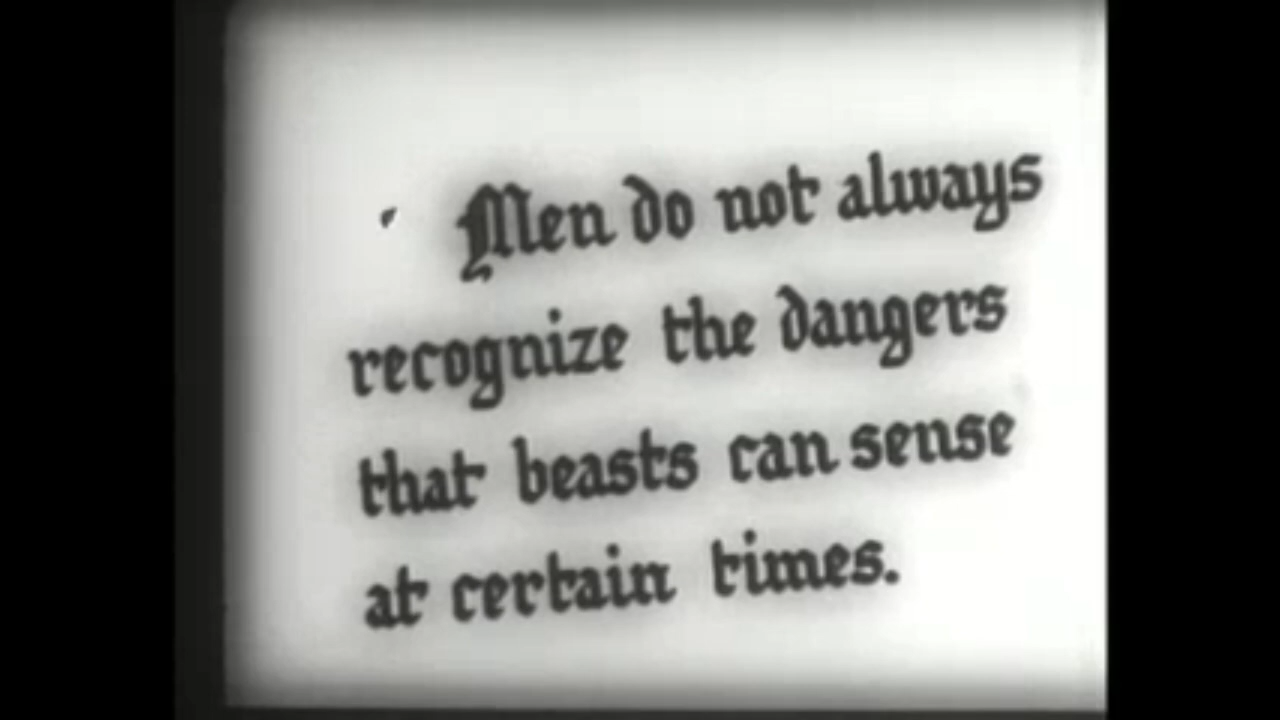 Men do not always
recognize the dangers
that beasts can sense
at certain times.